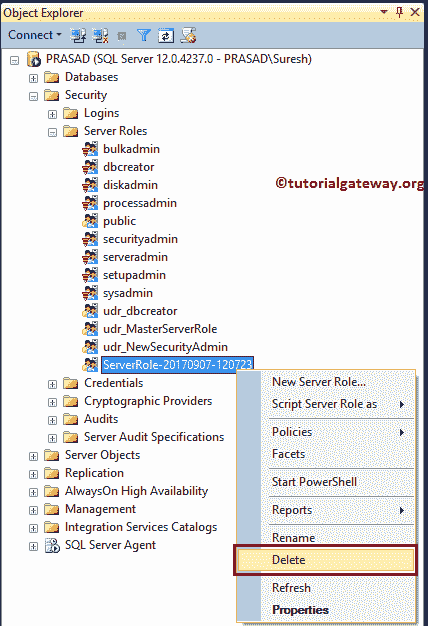 Object Explorer
Connect
PRASAD (SQL Server 12.0.4237.0 - PRASAD\Suresh)
Databases
Security
Logins
Server Roles
bulkadmin
dbcreator
diskadmin
processadmin
public
securityadmin
serveradmin
setupadmin
sysadmin
udr_dbcreator
udr_MasterServerRole
udr_NewSecurityAdmin
ServerRole-20170907-120723
Credentials
Cryptographic Providers
Audits
Server Audit Specifications
Server Objects
Replication
AlwaysOn High Availability
Management
Integration Services Catalogs
SQL Server Agent
©tutorialgateway.org
New Server Role...
Script Server Role as
Policies
Facets
Start PowerShell
Reports
Rename
Delete
Refresh
Properties